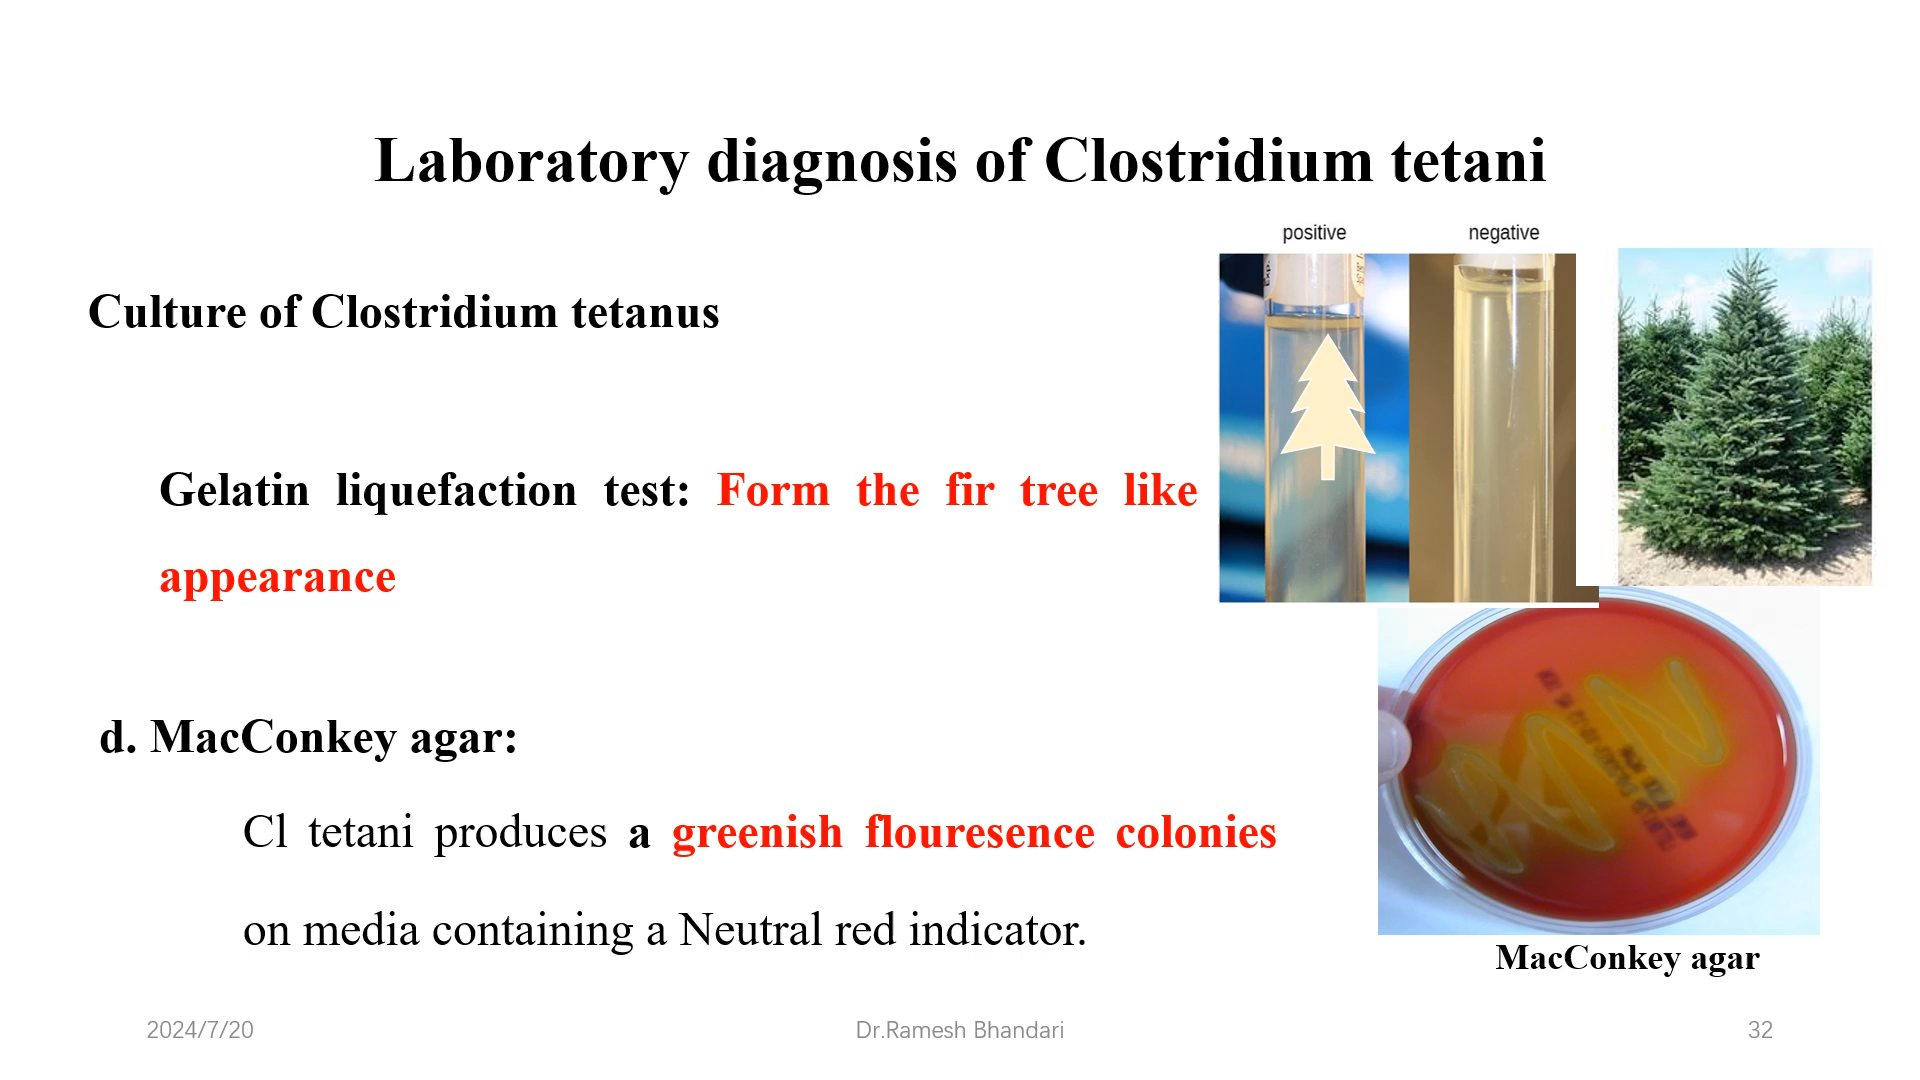 Laboratory diagnosis of Clostridium tetani
positive
negative
Culture of Clostridium tetanus
Gelatin liquefaction test: Form the fir tree like
appearance
d. MacConkey agar:
Cl tetani produces a greenish flouresence colonies
on media containing a Neutral red indicator.
MacConkey agar
2024/7/20
Dr.Ramesh Bhandari
32